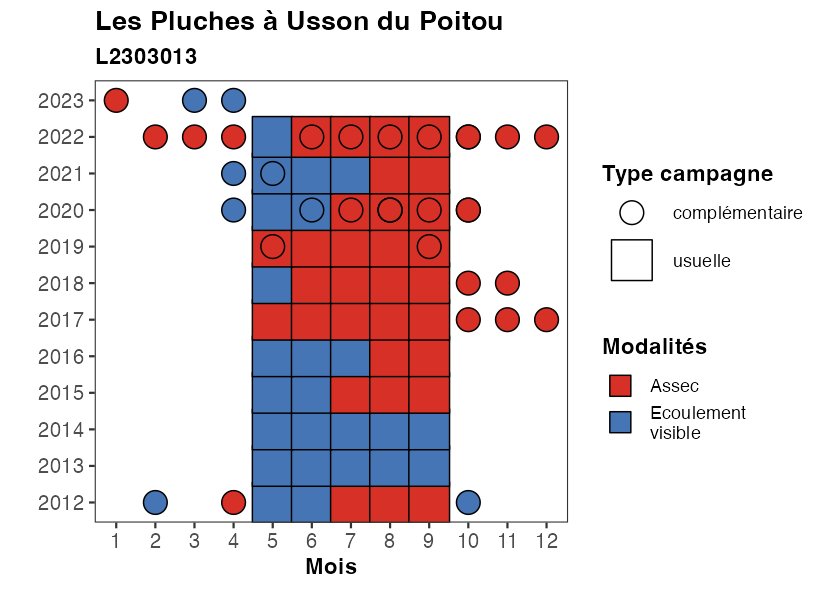 Les Pluches à Usson du Poitou
L2303013
2023
2022
2021
2020
2019
2018
2017
2016
2015
2014
2013
2012
1 2 3 4 5 6 7 8 9 10 11 12
Mois
Type campagne
complémentaire
usuelle
Modalités
Assec
Ecoulement
visible